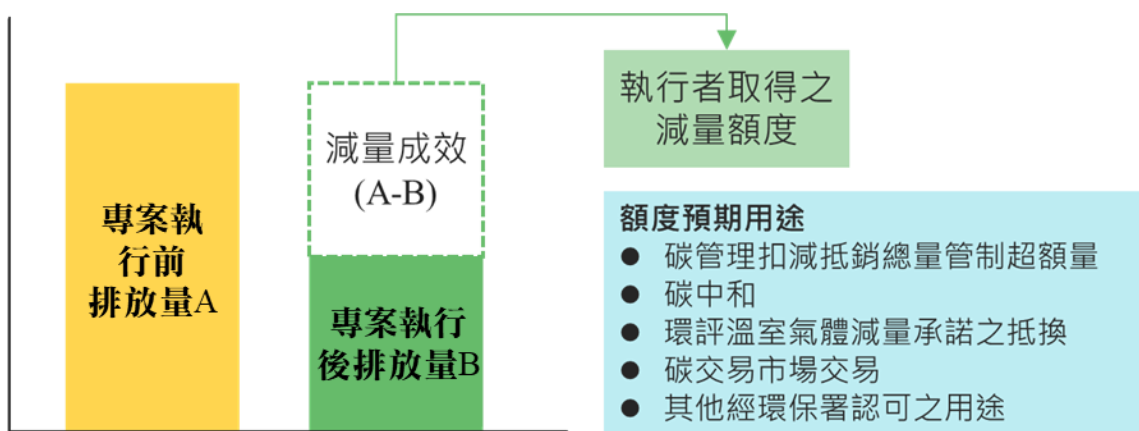 專案執
行前
排放量A
減量成效
(A-B)
專案執行
後排放量B
執行者取得之
減量額度
額度預期用途
● 碳管理扣減抵銷總量管制超額量
● 碳中和
● 環評溫室氣體減量承諾之抵換
● 碳交易市場交易
● 其他經環保署認可之用途